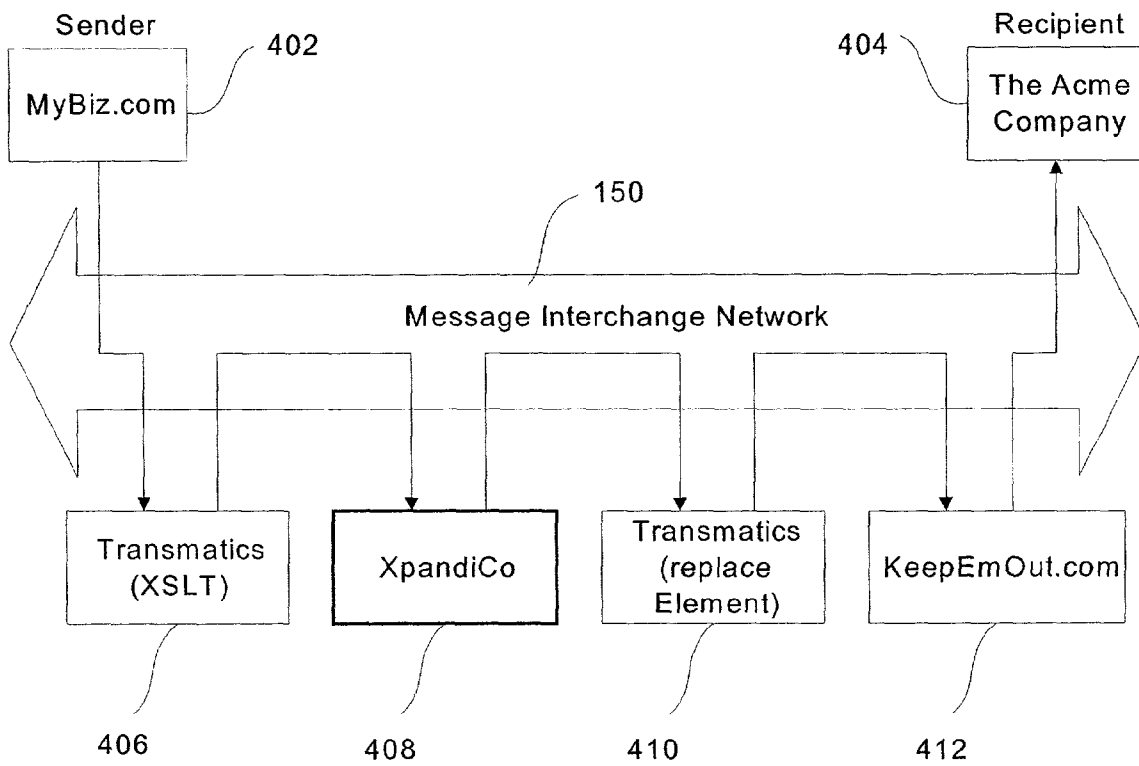 Sender
402
MyBiz.com
Recipient
404
The Acme
Company
150
Message Interchange Network
Transmatics
(XSLT)
XpandiCo
Transmatics
(replace
Element)
KeepEmOut.com
406
408
410
412